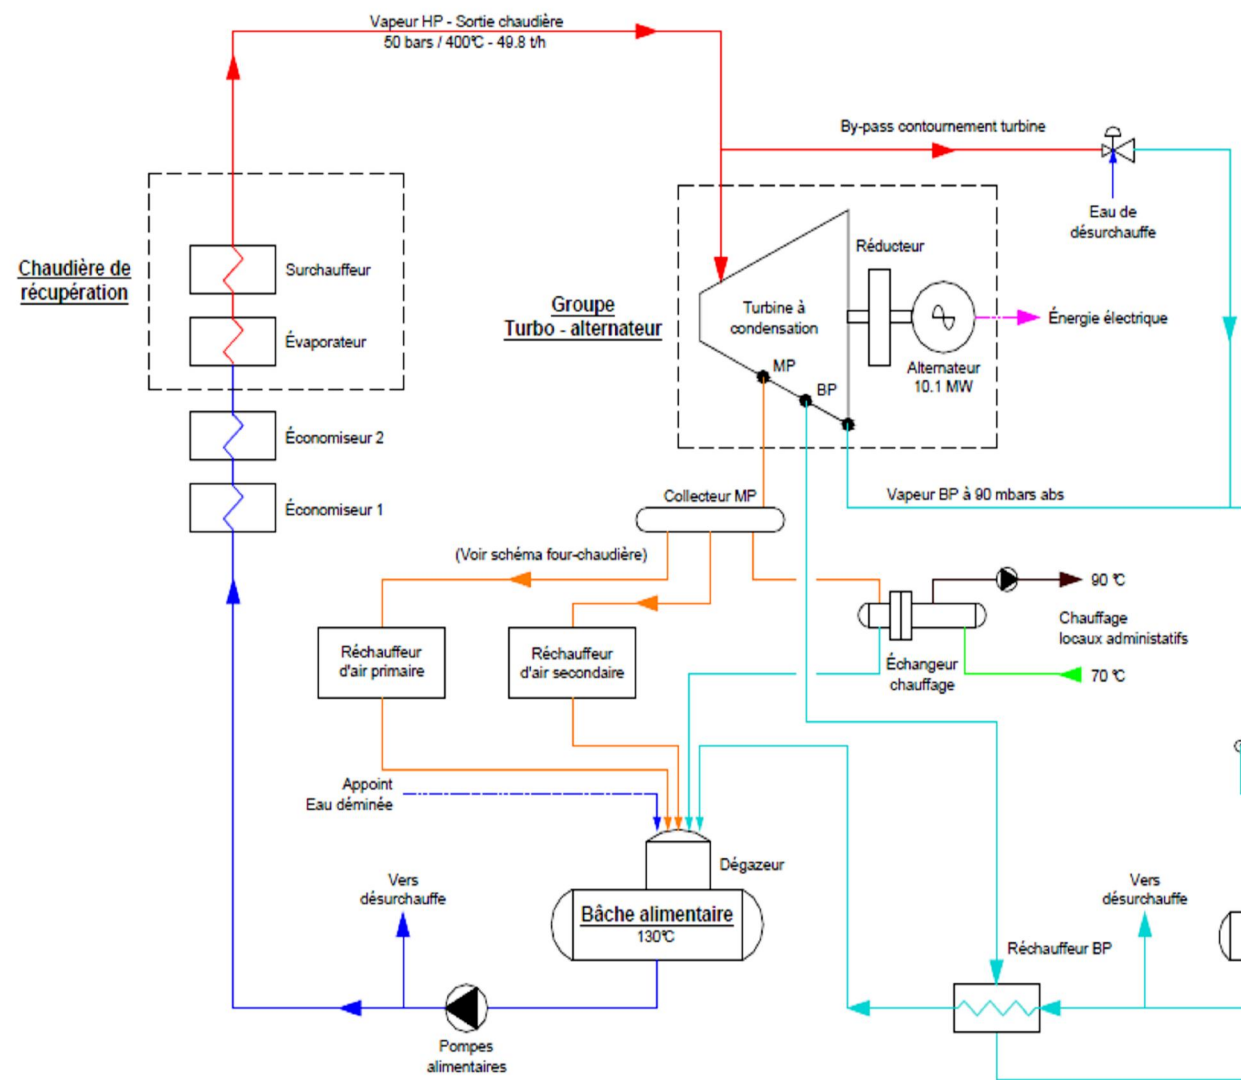 Vapeur HP - Sortie chaudière
50 bars / 400°C - 49.8 t/h
By-pass contournement turbine
Eau de
désurchauffe
Chaudière de
récupération
Surchauffeur
Évaporateur
Économiseur 2
Économiseur 1
Groupe
Turbo - alternateur
Turbine à
condensation
Réducteur
Alternateur
10.1 MW
Énergie électrique
MP
BP
Collecteur MP
Vapeur BP à 90 mbars abs
(Voir schéma four-chaudière)
Réchauffeur
d'air primaire
Réchauffeur
d'air secondaire
Échangeur
chauffage
90 °C
Chauffage
locaux administatifs
70 °C
Appoint
Eau déminée
Dégazeur
Bâche alimentaire
130°C
Vers
désurchauffe
Pompes
alimentaires
Réchauffeur BP
Vers
désurchauffe